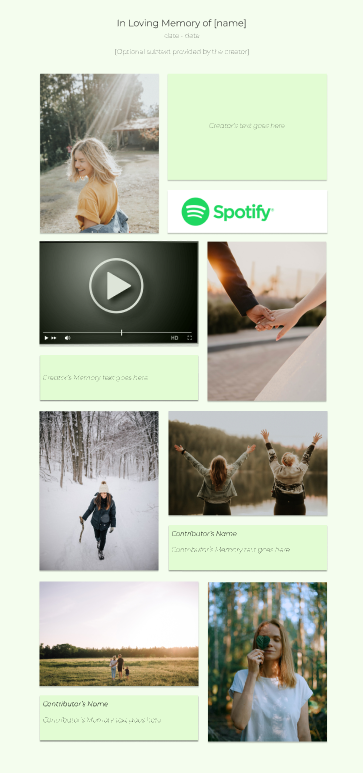 In Loving Memory of [name]
date - date
[Optional subtext provided by the creator]
Creator's text goes here
Spotify
HD
Creator's Memory text goes here
Contributor's Name
Contributor's Memory text goes here
Contributor's Name
Contributor's Memory text goes here